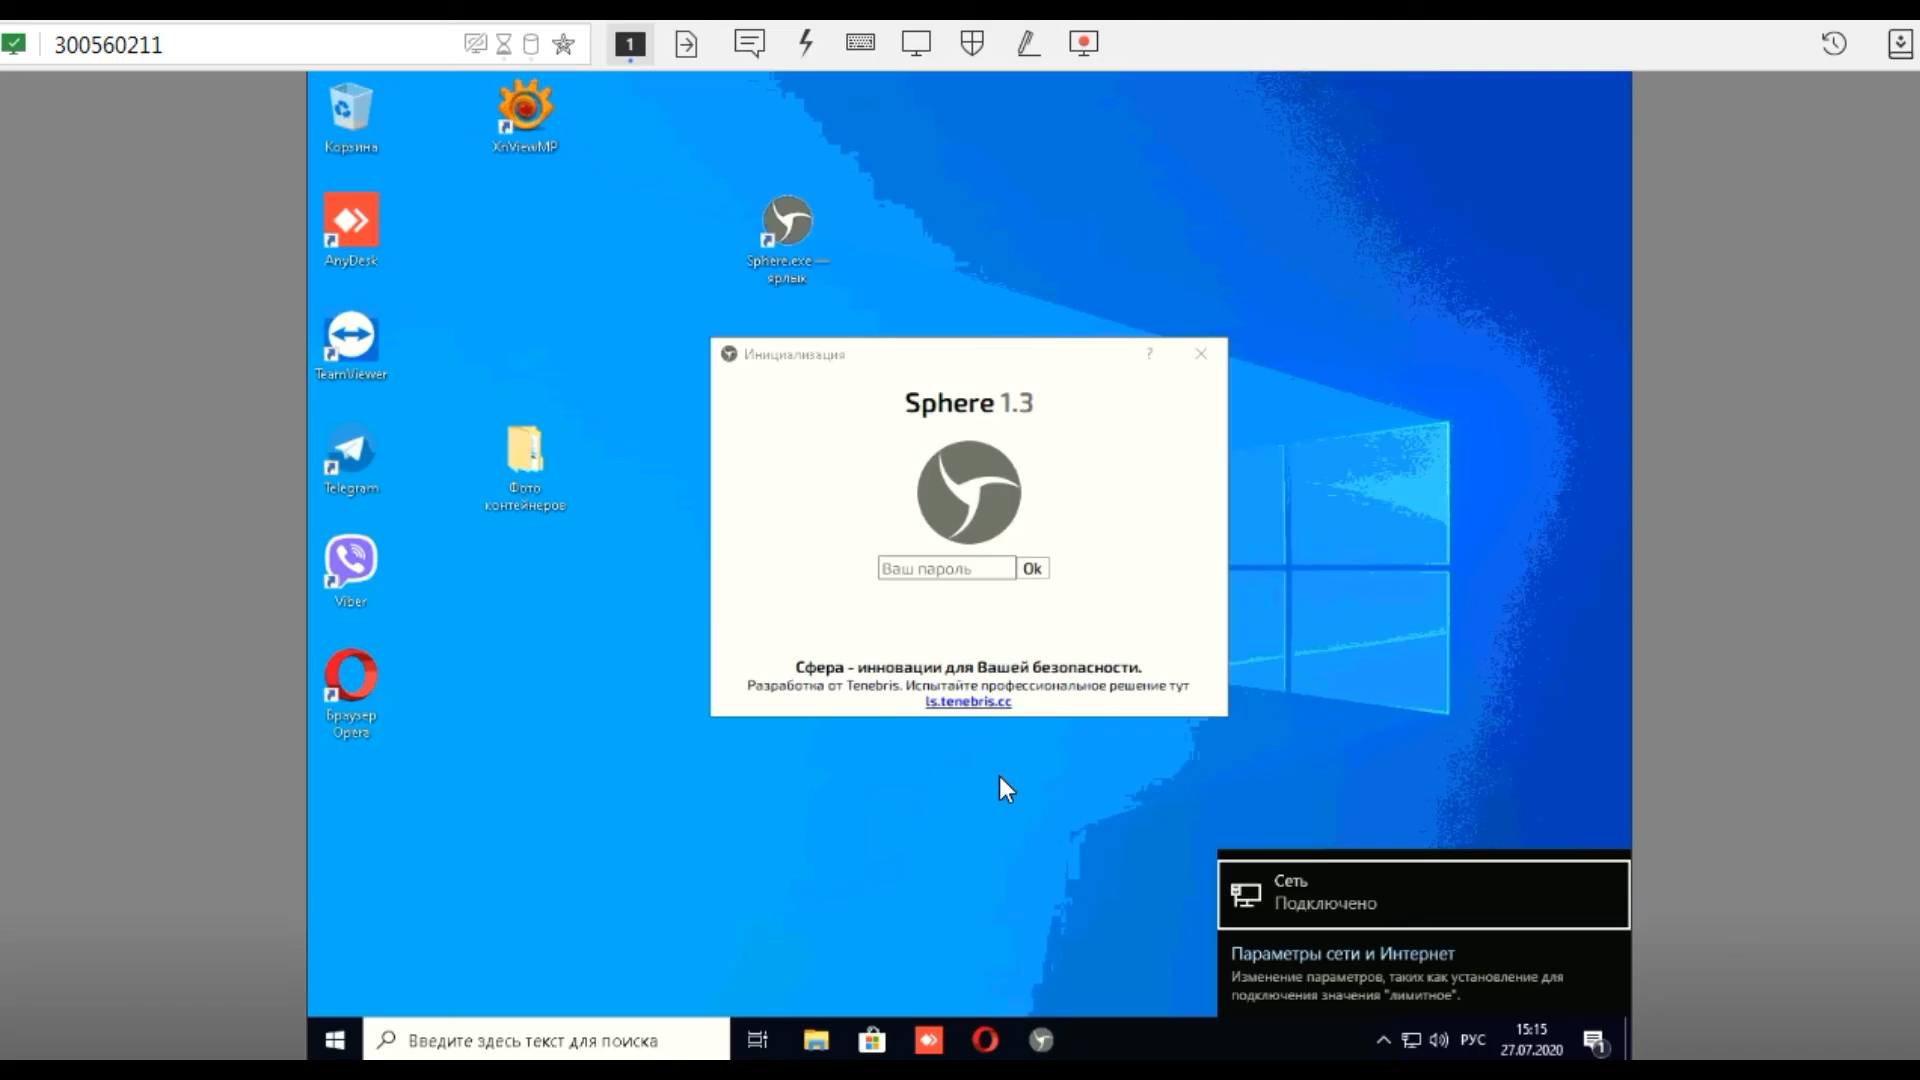 300560211
1
Корзина
XnViewMP
AnyDesk
Sphere.exe —
ярлык
TeamViewer
Инициализация
?
Sphere 1.3
Telegram
Фото
контейнеров
Ваш пароль
Ok
Viber
Сфера - инновации для Вашей безопасности.
Разработка от Tenebris. Испытайте профессиональное решение тут
ls.tenebris.cc
Браузер
Opera
Сеть
Подключено
Параметры сети и Интернет
Изменение параметров, таких как установление для
подключения значения "лимитное".
Введите здесь текст для поиска
РУС
15:15
27.07.2020
1